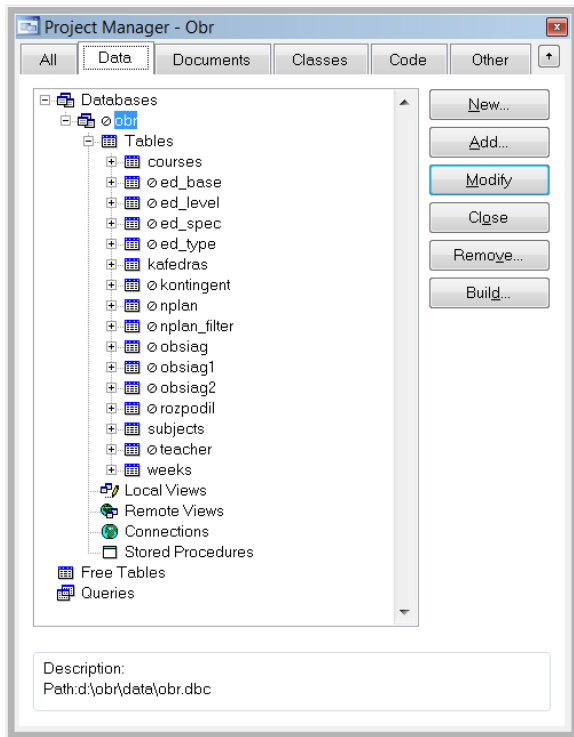 Project Manager - Obr
All Data Documents Classes Code Other
Databases
obr
Tables
courses
ed_base
ed_level
ed_spec
ed_type
kafedras
kontingent
nplan
nplan_filter
obsiag
obsiag1
obsiag2
rozpodil
subjects
teacher
weeks
Local Views
Remote Views
Connections
Stored Procedures
Free Tables
Queries
New...
Add...
Modify
Close
Remove...
Build...
Description:
Path:d:\obr\data\obr.dbc